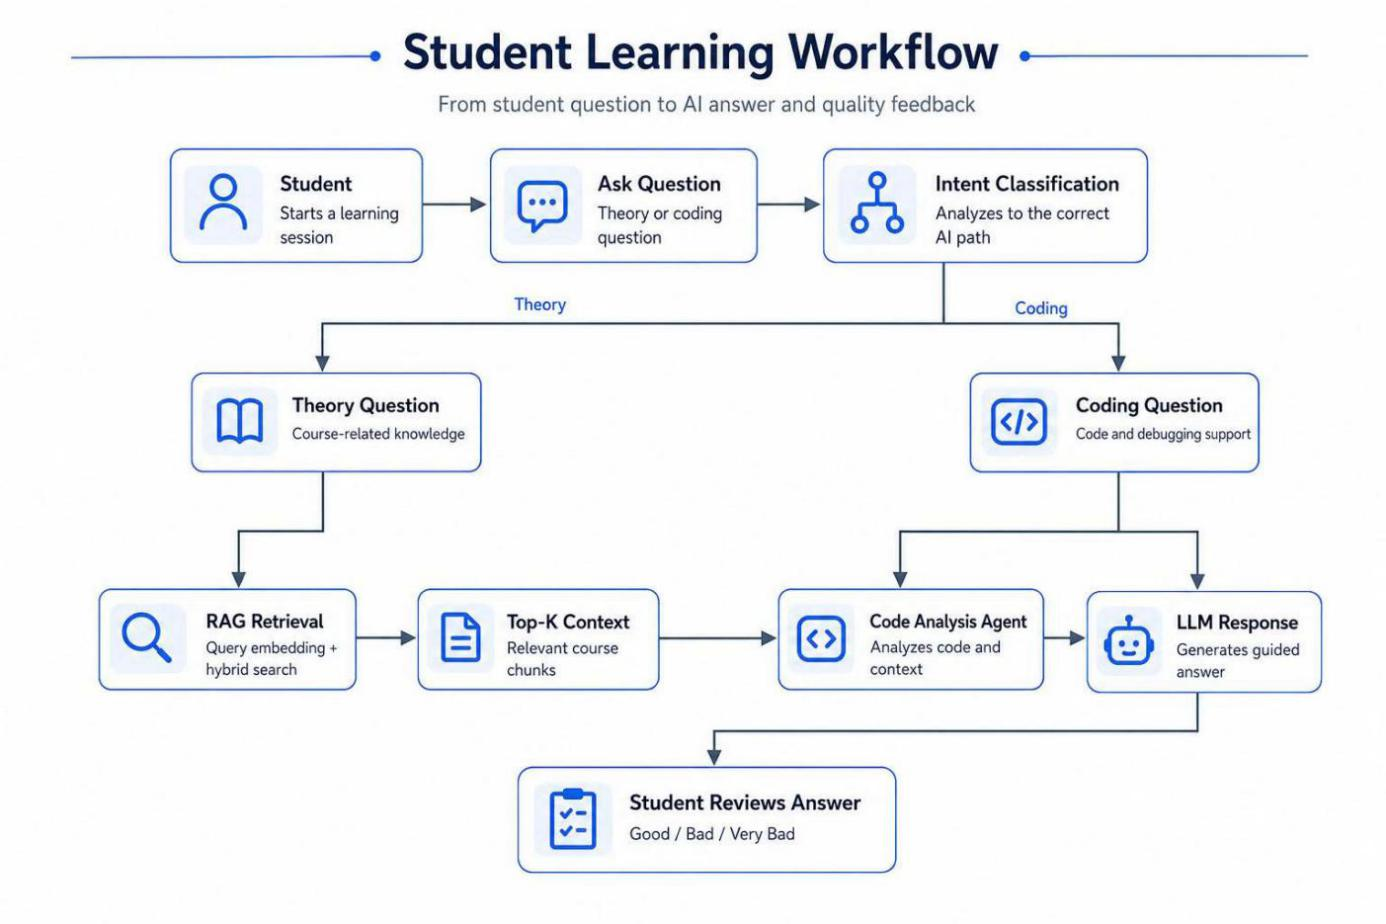 Student Learning Workflow
From student question to AI answer and quality feedback
Student
Starts a learning
session
Ask Question
Theory or coding
question
Intent Classification
Analyzes to the correct
AI path
Theory
Coding
Theory Question
Course-related knowledge
Coding Question
Code and debugging support
RAG Retrieval
Query embedding +
hybrid search
Top-K Context
Relevant course
chunks
Code Analysis Agent
Analyzes code and
context
LLM Response
Generates guided
answer
Student Reviews Answer
Good / Bad / Very Bad